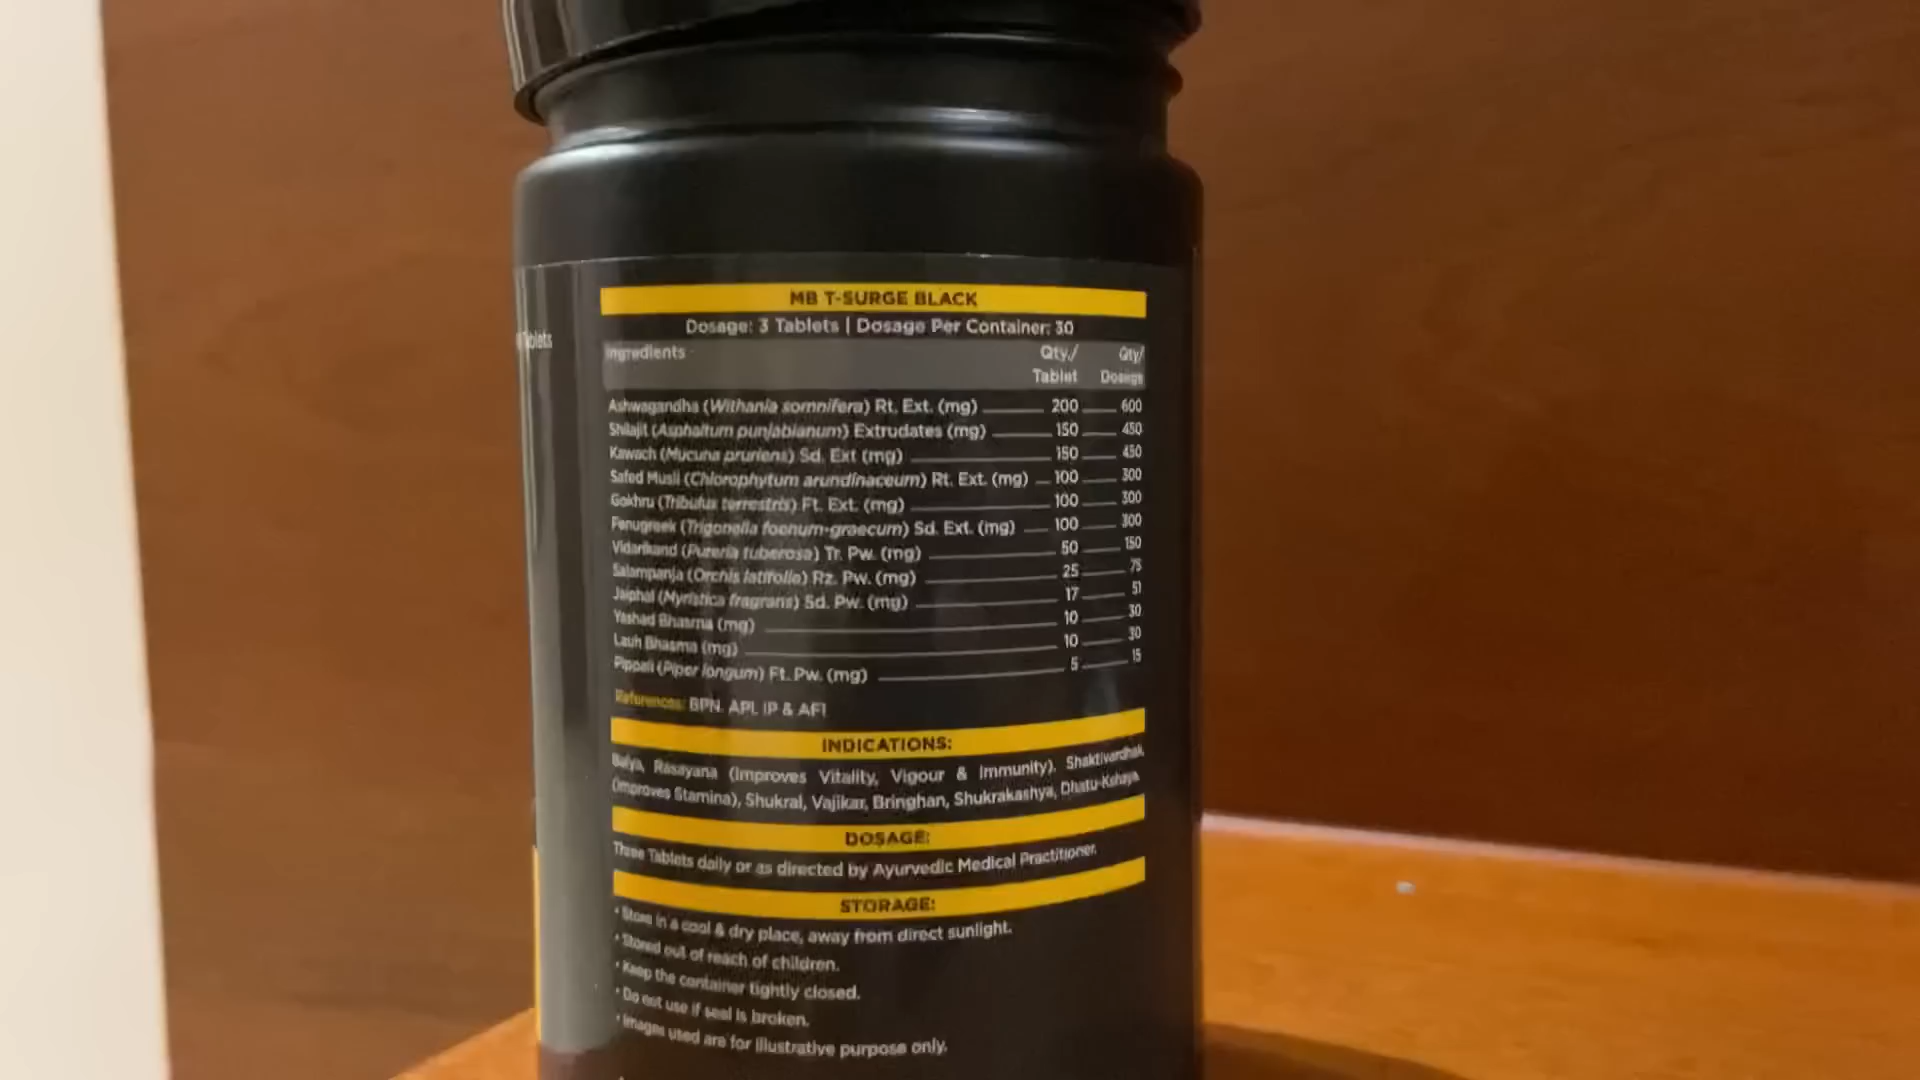 Tablets
MB T-SURGE BLACK
Dosage: 3 Tablets | Dosage Per Container: 30
Ingredients Qty./ Tablet Qty/ Dosage
Ashwagandha (Withania somnifera) Rt. Ext. (mg) 200 600
Shilajit (Asphaltum punjabianum) Extrudates (mg) 150 450
Kawach (Mucuna pruriens) Sd. Ext (mg) 150 450
Safed Musli (Chlorophytum arundinaceum) Rt. Ext. (mg) 100 300
Gokhru (Tribulus terrestris) Ft. Ext. (mg) 100 300
Fenugreek (Trigonella foenum-graecum) Sd. Ext. (mg) 100 300
Vidarikand (Pureria tuberosa) Tr. Pw. (mg) 50 150
Salampanja (Orchis latifolia) Rz. Pw. (mg) 25 75
Jaiphal (Myristica fragrans) Sd. Pw. (mg) 17 51
Yashad Bhasma (mg) 10 30
Lauh Bhasma (mg) 10 30
Pippali (Piper longum) Ft. Pw. (mg) 5 15
References: BPN. API, IP & AFI
INDICATIONS:
Balya, Rasayana (Improves Vitality, Vigour & Immunity). Shaktivardhak
(Improves Stamina), Shukral, Vajikar, Bringhan, Shukrakashya, Dhatu-Kshaya.
DOSAGE:
Three Tablets daily or as directed by Ayurvedic Medical Practitioner.
STORAGE:
• Store in a cool & dry place, away from direct sunlight.
• Stored out of reach of children.
• Keep the container tightly closed.
• Do not use if seal is broken.
• Images used are for illustrative purpose only.